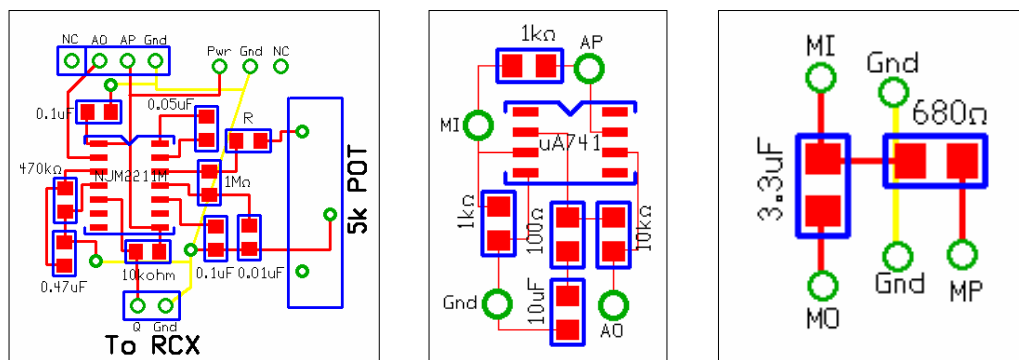 NC AO AP Gnd
Pwr Gnd NC
0.1uF
0.05uF
R
470kΩ
NJM2211M
1MΩ
5k POT
10kohm
0.1uF
0.01uF
0.47uF
Q Gnd
To RCX
1kΩ
AP
MI
uA741
1kΩ
100Ω
10kΩ
Gnd
10uF
AO
MI
Gnd
680Ω
3.3uF
Gnd
MP
MO